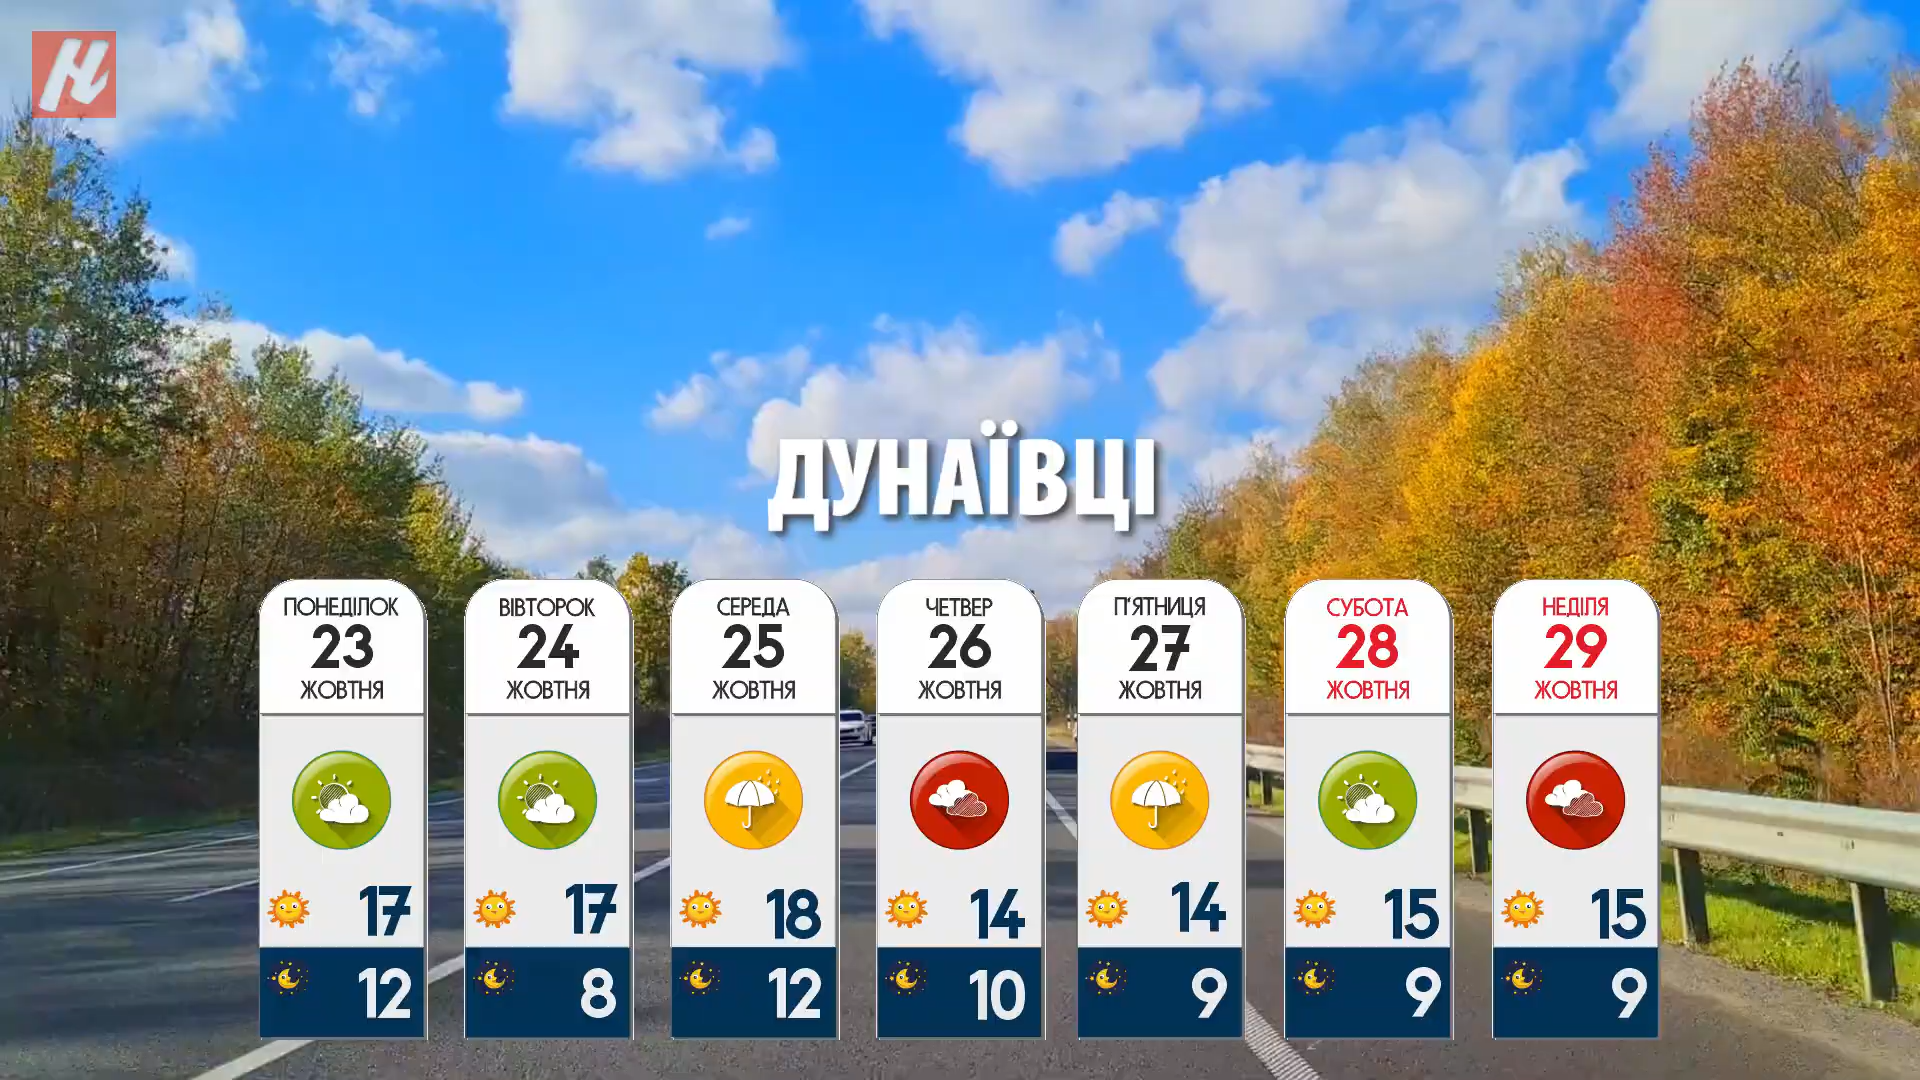 ДУНАЇВЦІ
ПОНЕДІЛОК
23
ЖОВТНЯ
17
12
ВІВТОРОК
24
ЖОВТНЯ
17
8
СЕРЕДА
25
ЖОВТНЯ
18
12
ЧЕТВЕР
26
ЖОВТНЯ
14
10
П'ЯТНИЦЯ
27
ЖОВТНЯ
14
9
СУБОТА
28
ЖОВТНЯ
15
9
НЕДІЛЯ
29
ЖОВТНЯ
15
9